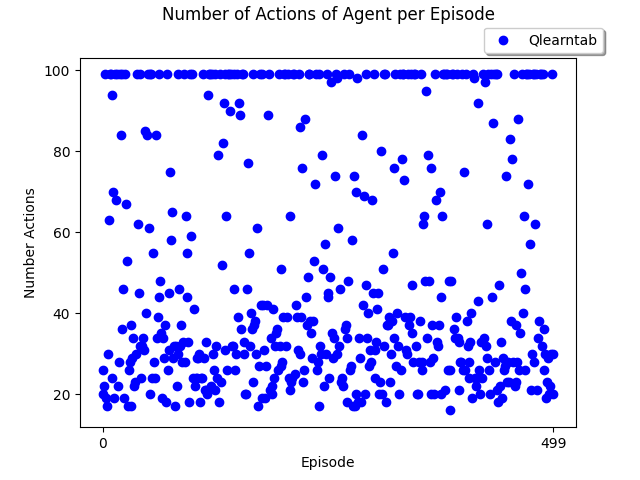 Number of Actions of Agent per Episode
Qlearntab
100
80
60
40
20
Number Actions
0
499
Episode